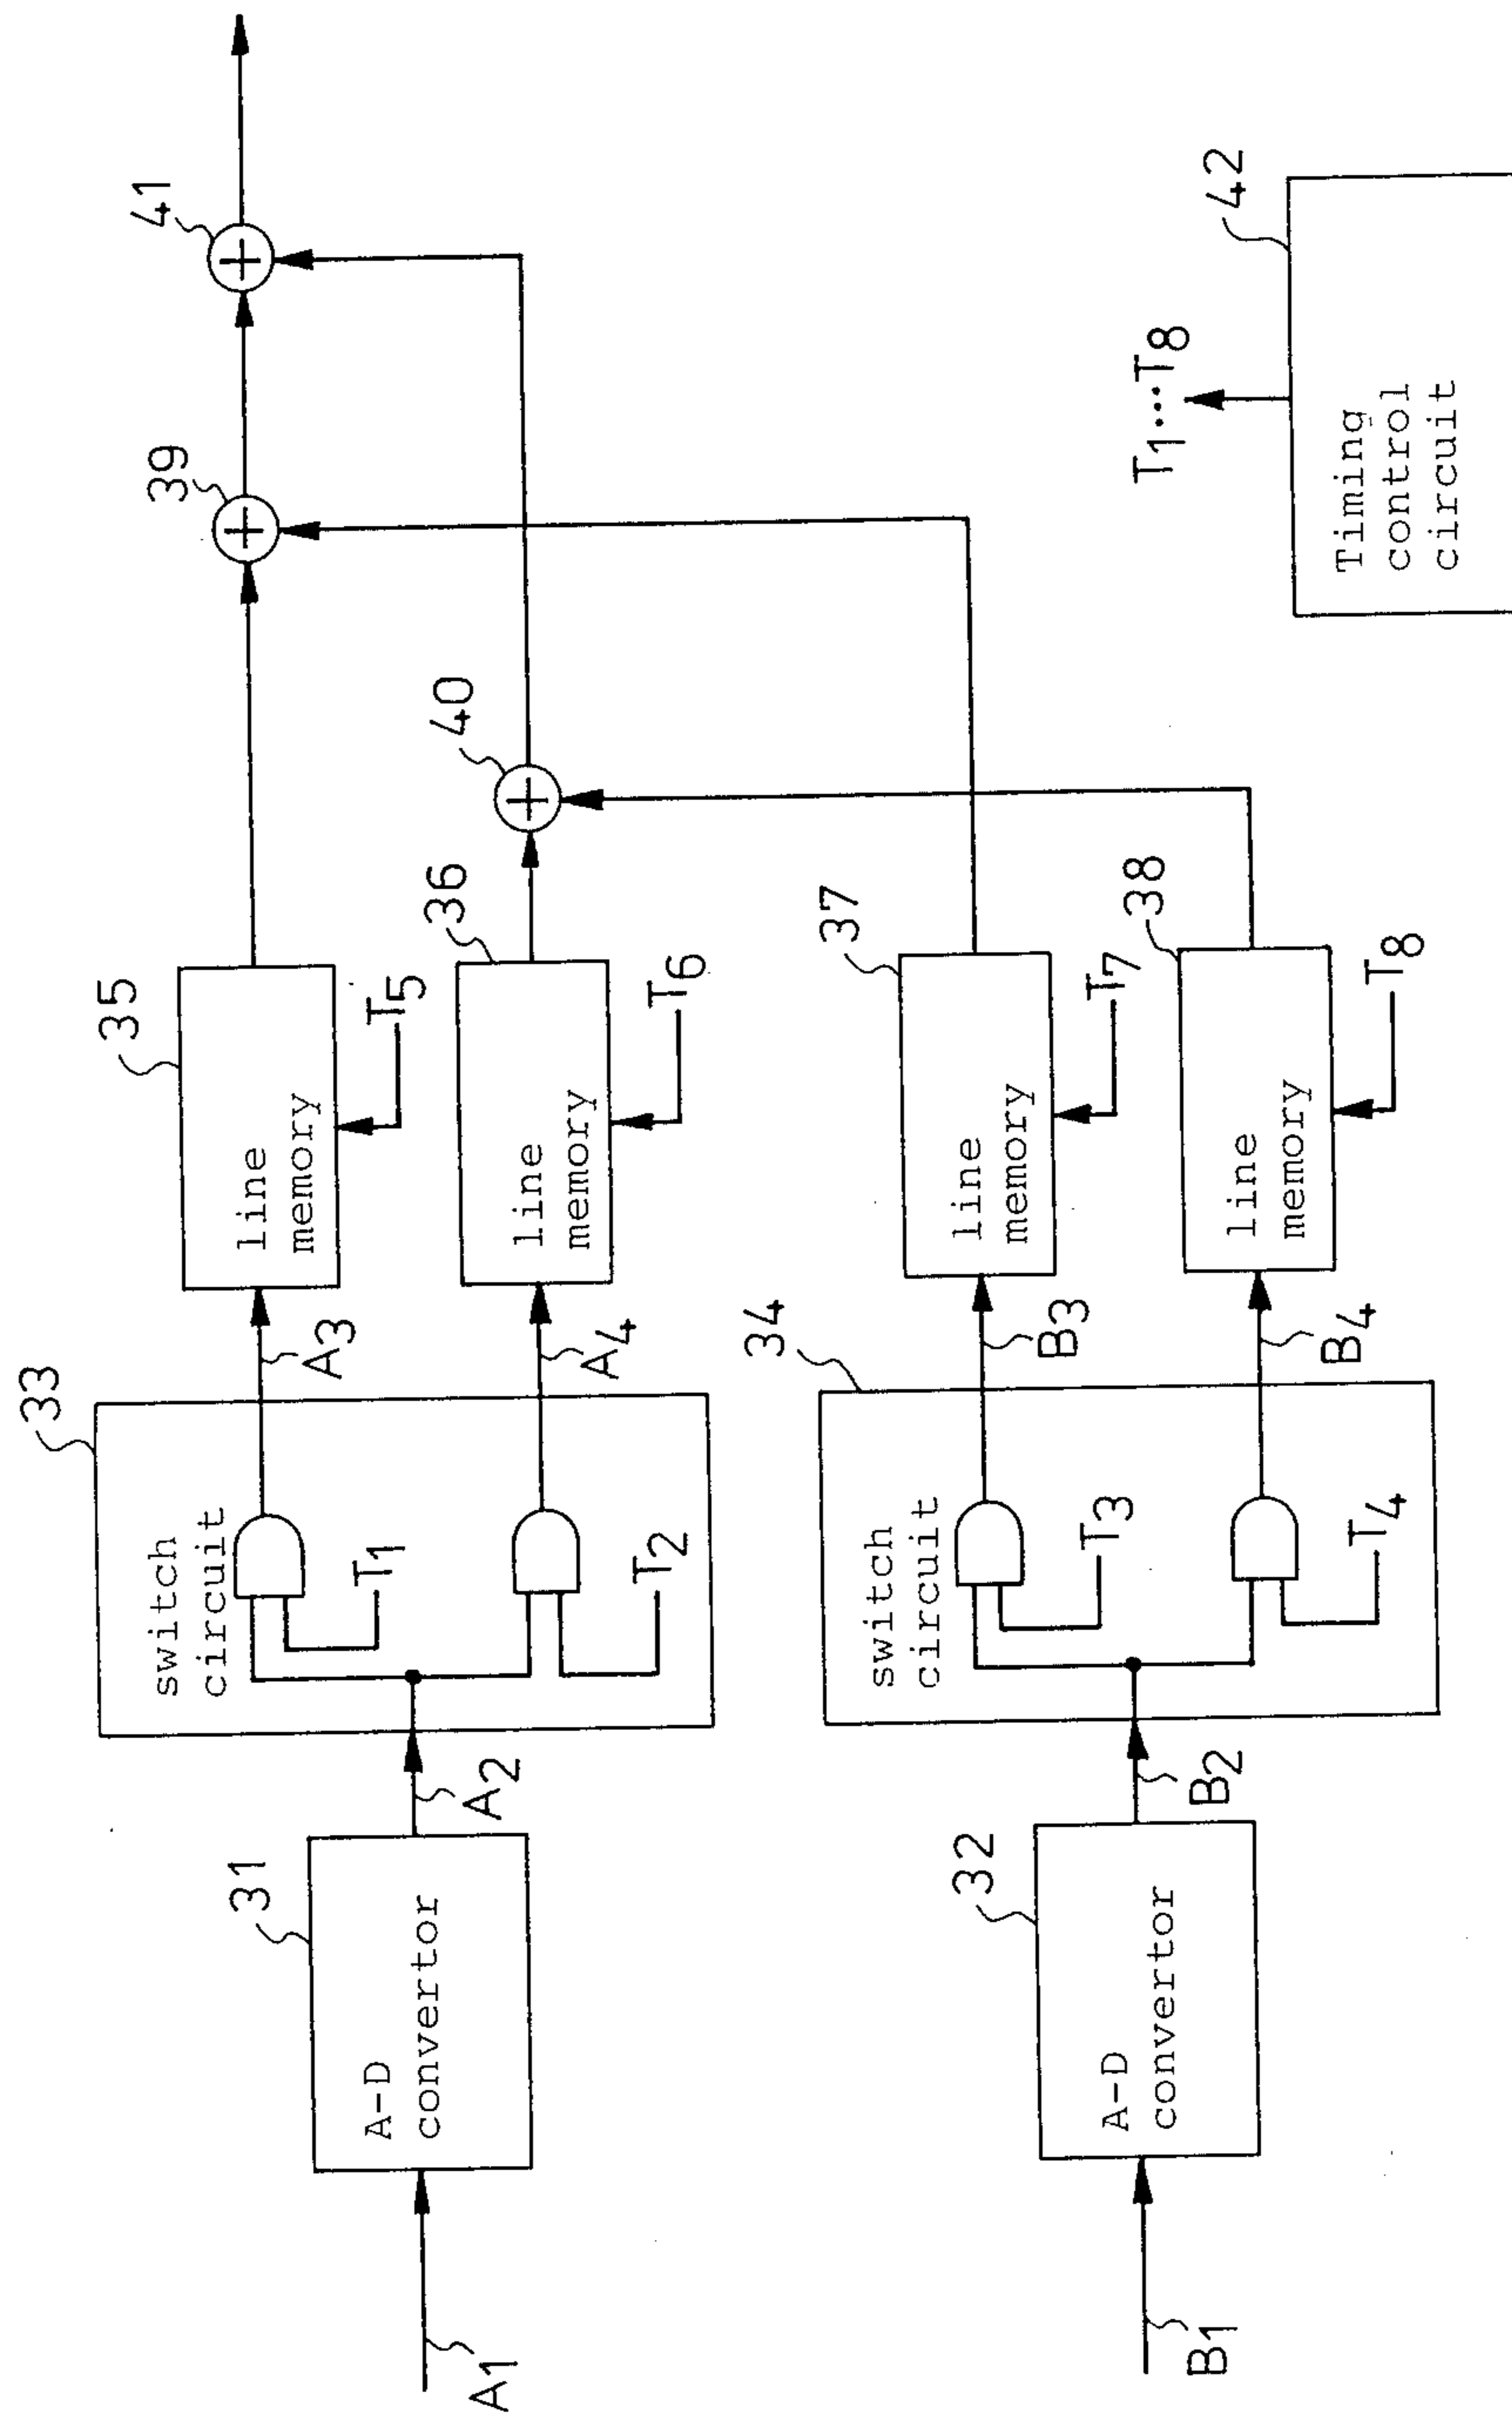 A1
31
A-D
convertor
A2
33
switch
circuit
T1
T2
A3
A4
35
line
memory
T5
36
line
memory
T6
39
40
41
B1
32
A-D
convertor
B2
34
switch
circuit
T3
T4
B3
B4
37
line
memory
T7
38
line
memory
T8
T1...T8
42
Timing
control
circuit